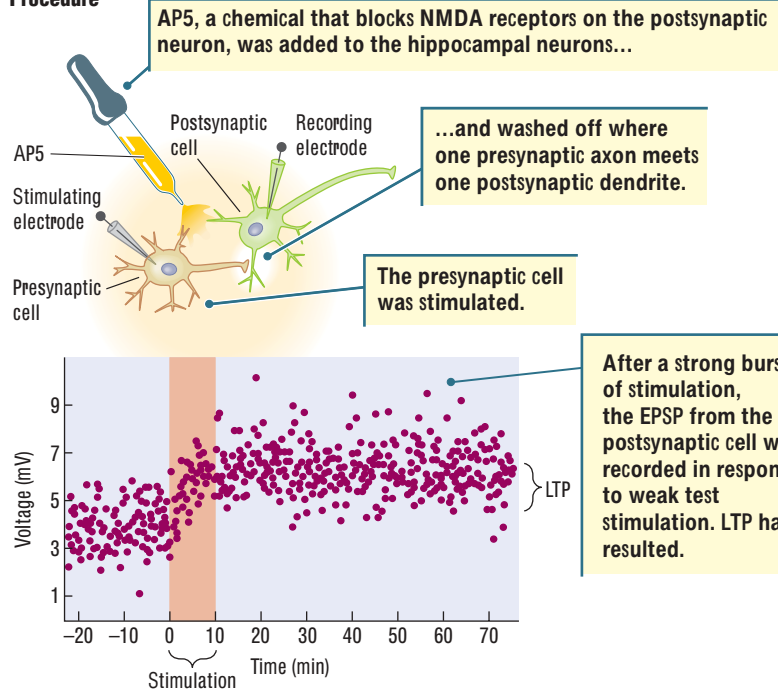 Procedure
AP5, a chemical that blocks NMDA receptors on the postsynaptic
neuron, was added to the hippocampal neurons…
Postsynaptic
cell
Recording
electrode
…and washed off where
one presynaptic axon meets
one postsynaptic dendrite.
AP5
Stimulating
electrode
Presynaptic
cell
The presynaptic cell
was stimulated.
After a strong burs
of stimulation,
the EPSP from the
postsynaptic cell w
recorded in respon
to weak test
stimulation. LTP ha
resulted.
9
7
5
3
1
Voltage (mV)
LTP
–20 –10 0 10 20 30 40 50 60 70
Time (min)
Stimulation